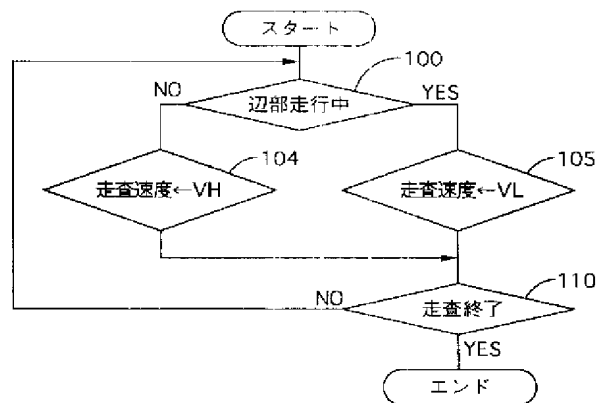 スタート
100
辺部走行中
NO
YES
104
走査速度←VH
105
走査速度←VL
110
走査終了
NO
YES
エンド